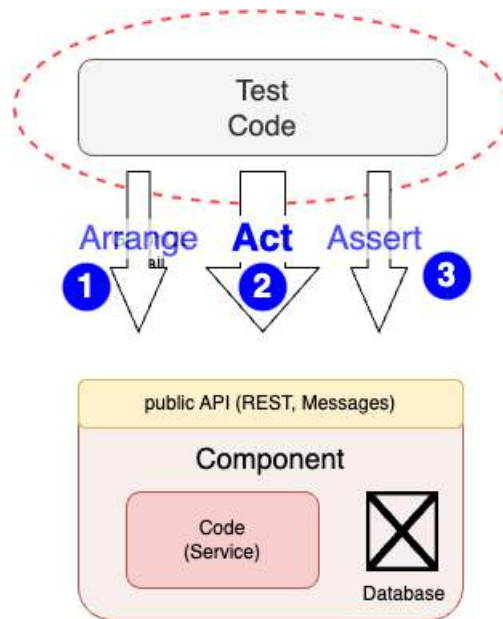 Test
Code
Arrange Act Assert
1 2 3
public API (REST, Messages)
Component
Code
(Service)
Database